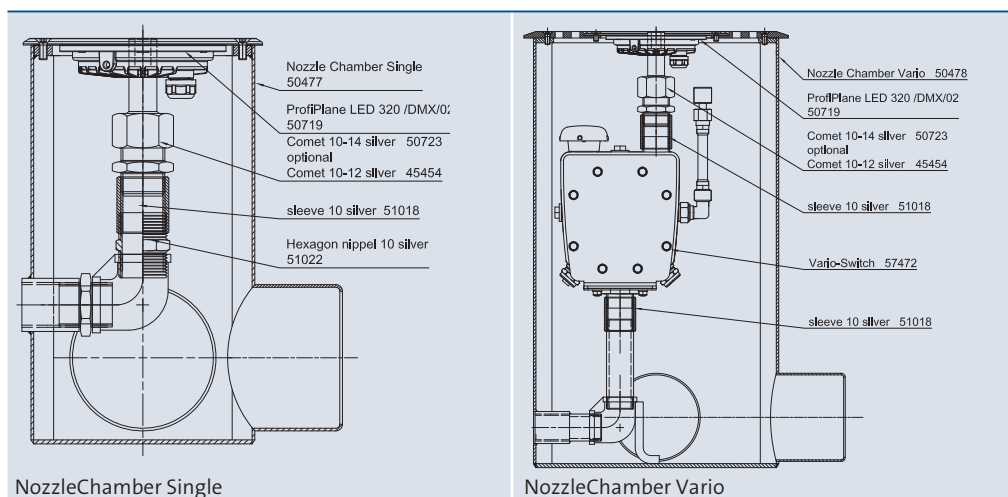 Nozzle Chamber Single
50477
ProfiPlane LED 320 /DMX/02
50719
Comet 10-14 silver 50723
optional
Comet 10-12 silver 45454
sleeve 10 silver 51018
Hexagon nippel 10 silver
51022
NozzleChamber Single
Nozzle Chamber Vario 50478
ProfiPlane LED 320 /DMX/02
50719
Comet 10-14 silver 50723
optional
Comet 10-12 silver 45454
sleeve 10 silver 51018
Vario-Switch 57472
sleeve 10 silver 51018
NozzleChamber Vario